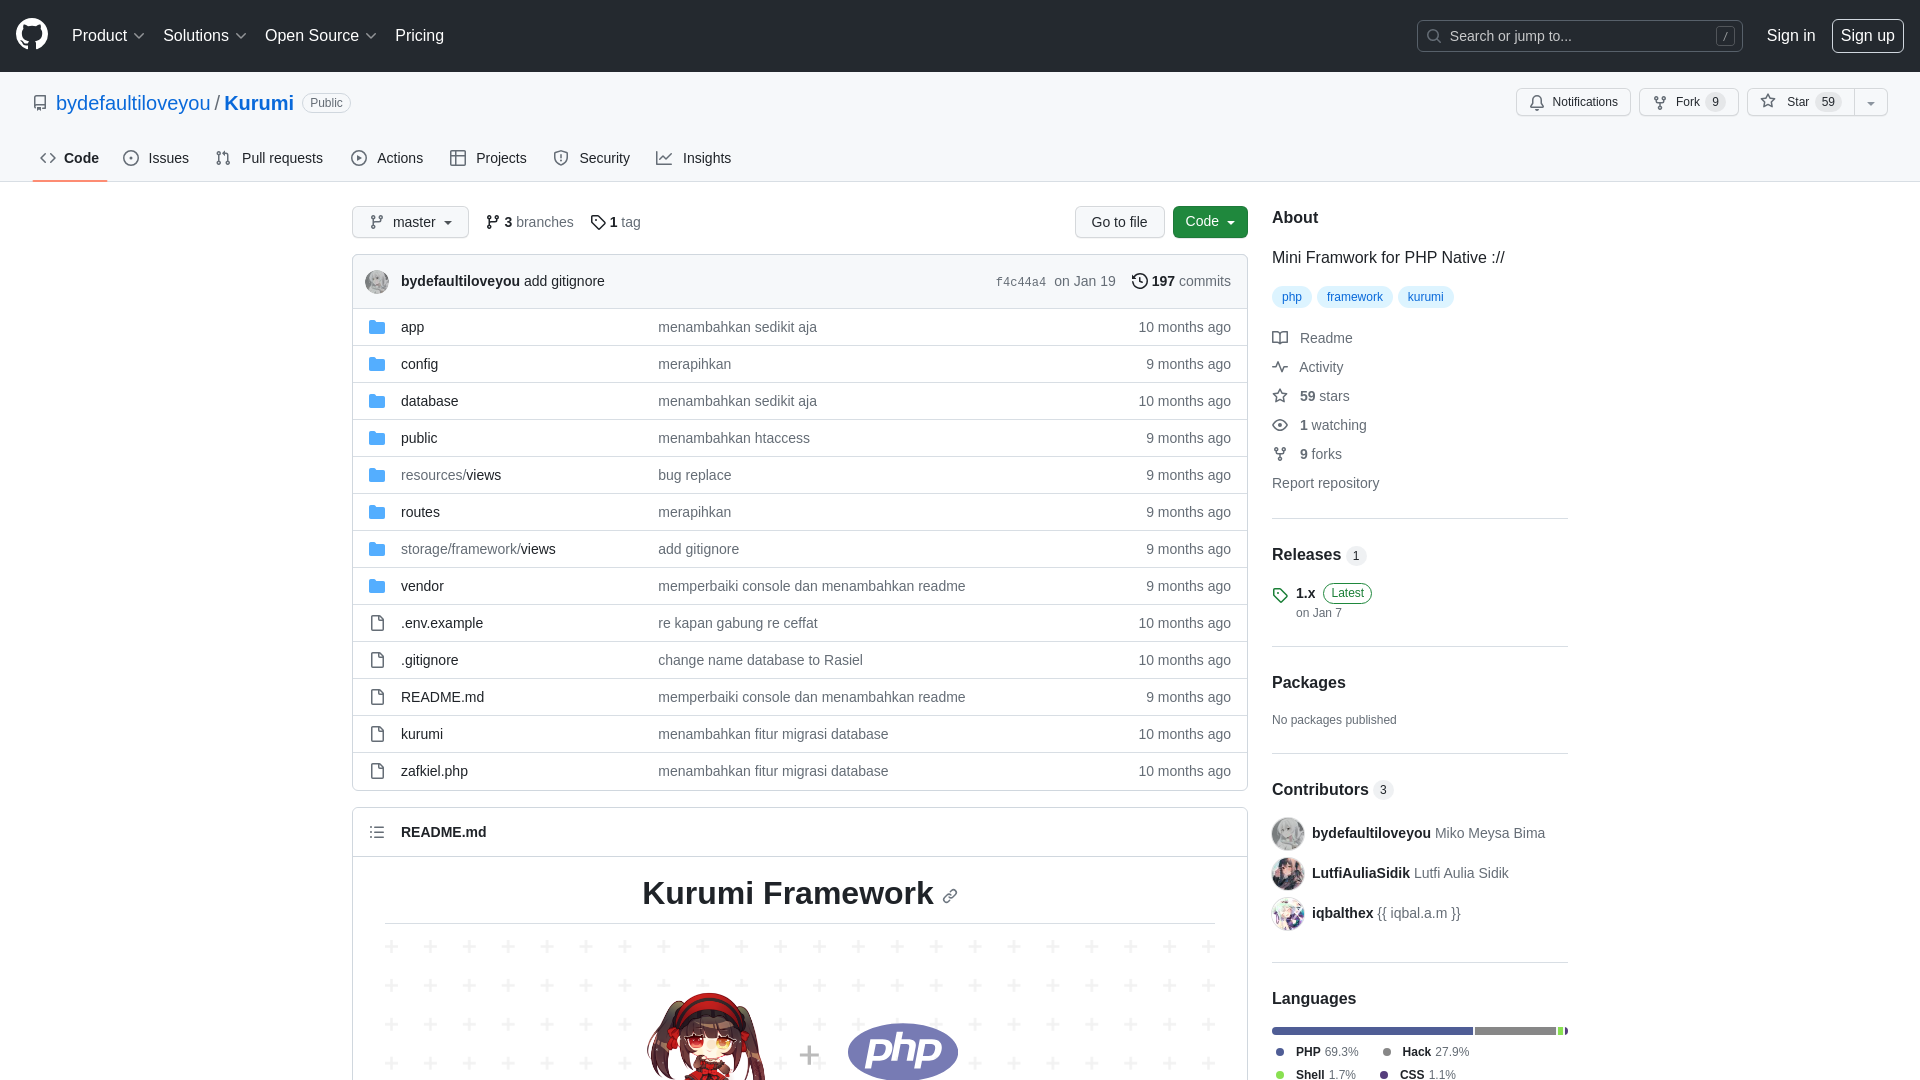 Product Solutions Open Source Pricing Search or jump to... / Sign in Sign up
bydefaultiloveyou / Kurumi Public Notifications Fork 9 Star 59
Code Issues Pull requests Actions Projects Security Insights
master 3 branches 1 tag Go to file Code
bydefaultiloveyou add gitignore f4c44a4 on Jan 19 197 commits
app menambahkan sedikit aja 10 months ago
config merapihkan 9 months ago
database menambahkan sedikit aja 10 months ago
public menambahkan htaccess 9 months ago
resources/views bug replace 9 months ago
routes merapihkan 9 months ago
storage/framework/views add gitignore 9 months ago
vendor memperbaiki console dan menambahkan readme 9 months ago
.env.example re kapan gabung re ceffat 10 months ago
.gitignore change name database to Rasiel 10 months ago
README.md memperbaiki console dan menambahkan readme 9 months ago
kurumi menambahkan fitur migrasi database 10 months ago
zafkiel.php menambahkan fitur migrasi database 10 months ago
README.md
Kurumi Framework
+ php
About
Mini Framwork for PHP Native ://
php framework kurumi
Readme
Activity
59 stars
1 watching
9 forks
Report repository
Releases 1
1.x Latest
on Jan 7
Packages
No packages published
Contributors 3
bydefaultiloveyou Miko Meysa Bima
LutfiAuliaSidik Lutfi Aulia Sidik
iqbalthex {{ iqbal.a.m }}
Languages
PHP 69.3% Hack 27.9%
Shell 1.7% CSS 1.1%